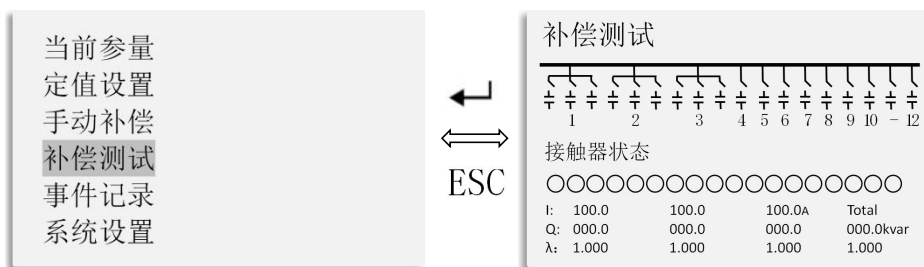 当前参量
定值设置
手动补偿
补偿测试
事件记录
系统设置
ESC
补偿测试
1 2 3 4 5 6 7 8 9 10 - 12
接触器状态
I: 100.0 100.0 100.0A Total
Q: 000.0 000.0 000.0 000.0kvar
λ: 1.000 1.000 1.000 1.000